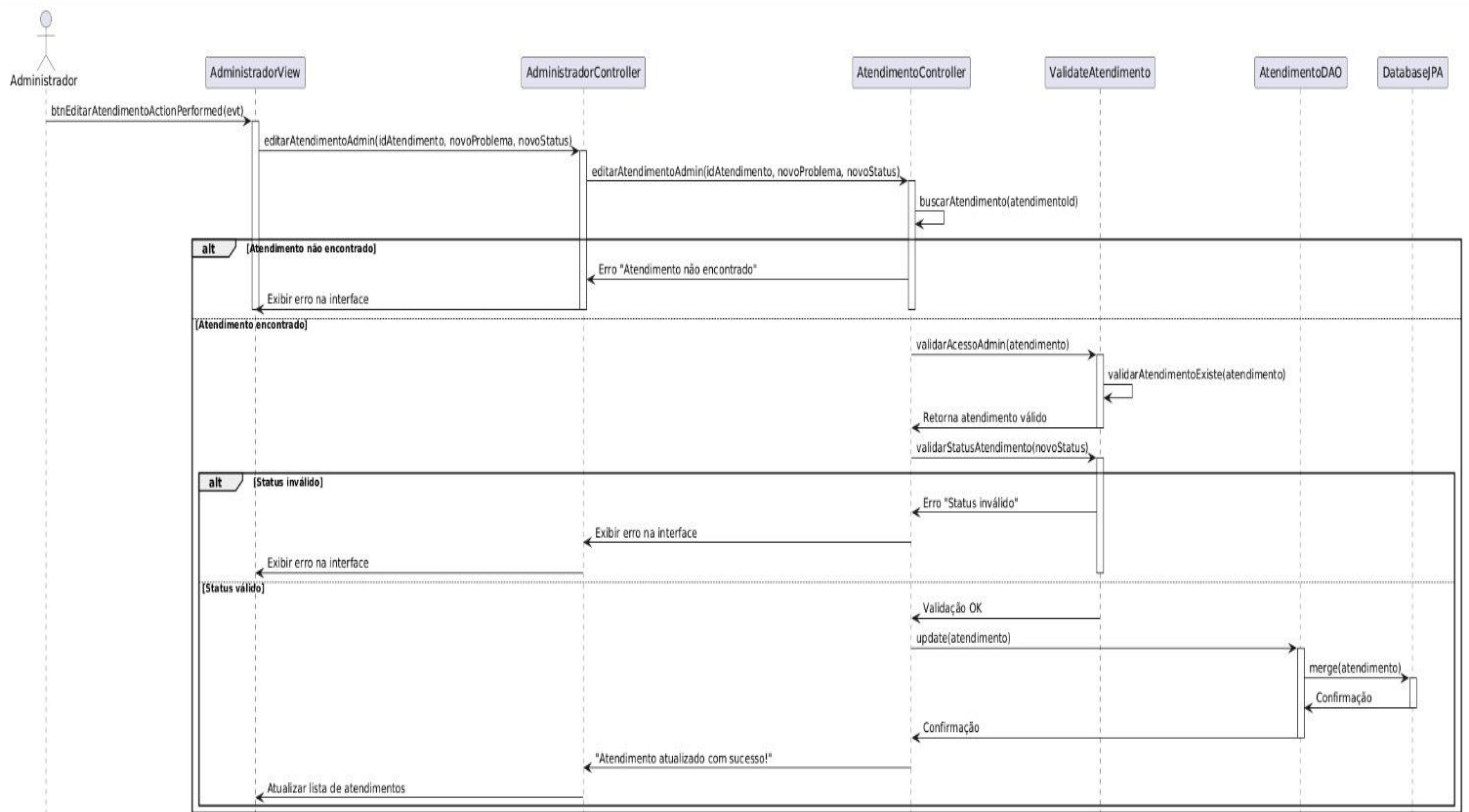 Administrador
AdministradorView
AdministradorController
AtendimentoController
ValidateAtendimento
AtendimentoDAO
DatabaseJPA
btnEditarAtendimentoActionPerformed(evt)
editarAtendimentoAdmin(idAtendimento, novoProblema, novoStatus)
editarAtendimentoAdmin(idAtendimento, novoProblema, novoStatus)
buscarAtendimento(atendimentoId)
alt [Atendimento não encontrado]
Erro "Atendimento não encontrado"
Exibir erro na interface
[Atendimento encontrado]
validarAcessoAdmin(atendimento)
validarAtendimentoExiste(atendimento)
Retorna atendimento válido
validarStatusAtendimento(novoStatus)
alt [Status inválido]
Erro "Status inválido"
Exibir erro na interface
Exibir erro na interface
[Status válido]
Validação OK
update(atendimento)
merge(atendimento)
Confirmação
Confirmação
"Atendimento atualizado com sucesso!"
Atualizar lista de atendimentos